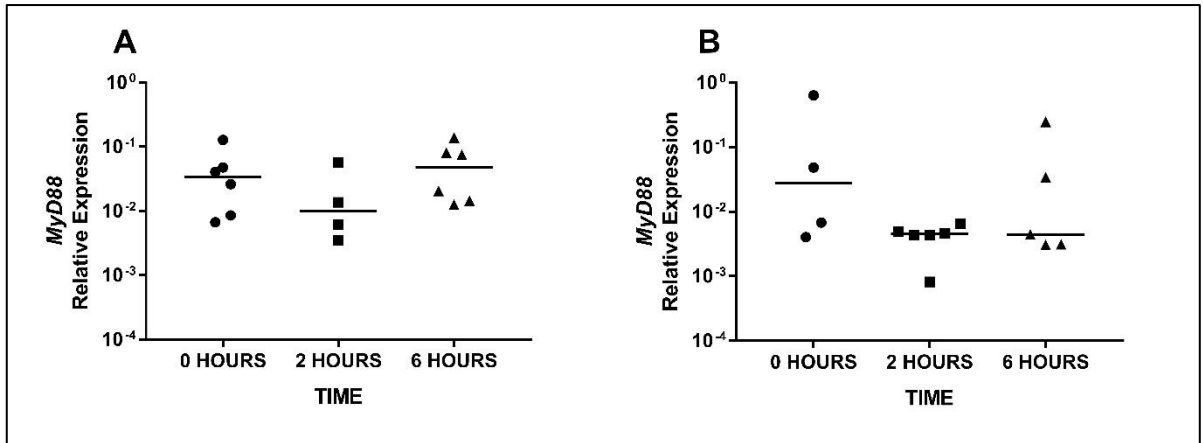 A
MyD88
Relative Expression
10⁰
10⁻¹
10⁻²
10⁻³
10⁻⁴
0 HOURS 2 HOURS 6 HOURS
TIME
B
MyD88
Relative Expression
10⁰
10⁻¹
10⁻²
10⁻³
10⁻⁴
0 HOURS 2 HOURS 6 HOURS
TIME